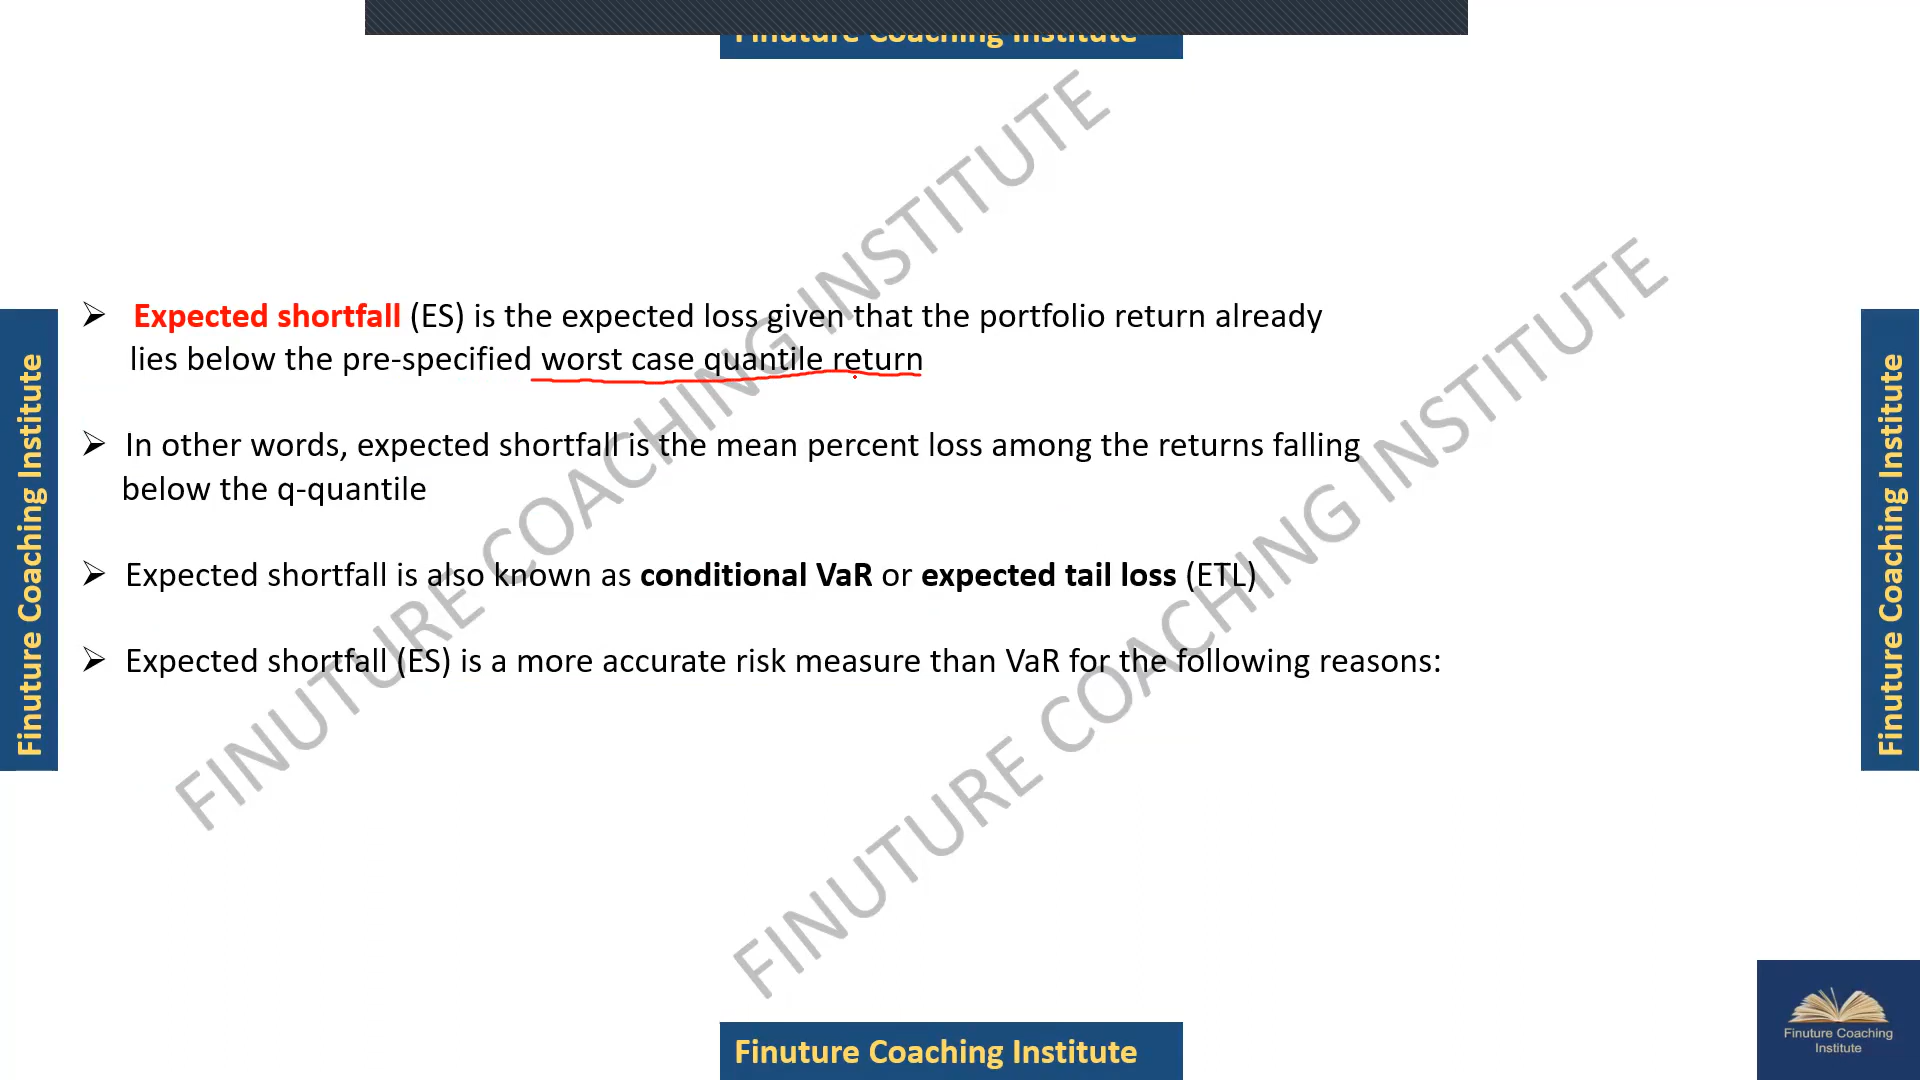 Finuture Coaching Institute
FINUTURE COACHING INSTITUTE
FINUTURE COACHING INSTITUTE
Finuture Coaching Institute
Finuture Coaching Institute
➢ Expected shortfall (ES) is the expected loss given that the portfolio return already
lies below the pre-specified worst case quantile return
➢ In other words, expected shortfall is the mean percent loss among the returns falling
below the q-quantile
➢ Expected shortfall is also known as conditional VaR or expected tail loss (ETL)
➢ Expected shortfall (ES) is a more accurate risk measure than VaR for the following reasons:
Finuture Coaching
Institute
Finuture Coaching Institute